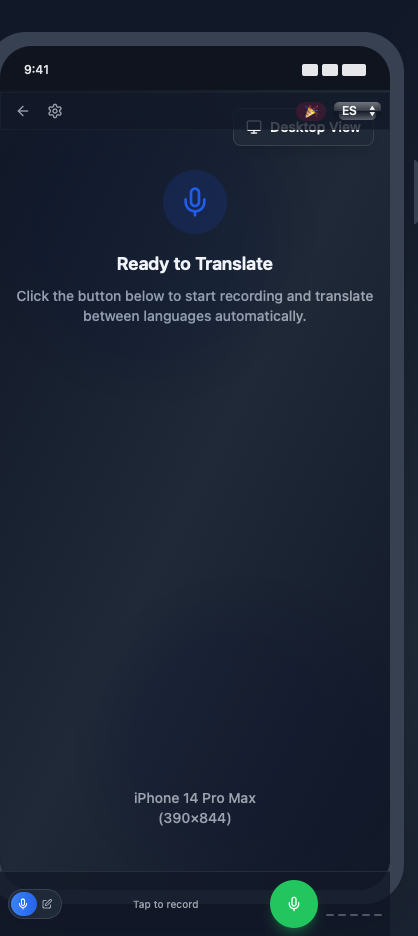 9:41
ES
Desktop View
Ready to Translate
Click the button below to start recording and translate
between languages automatically.
iPhone 14 Pro Max
(390×844)
Tap to record